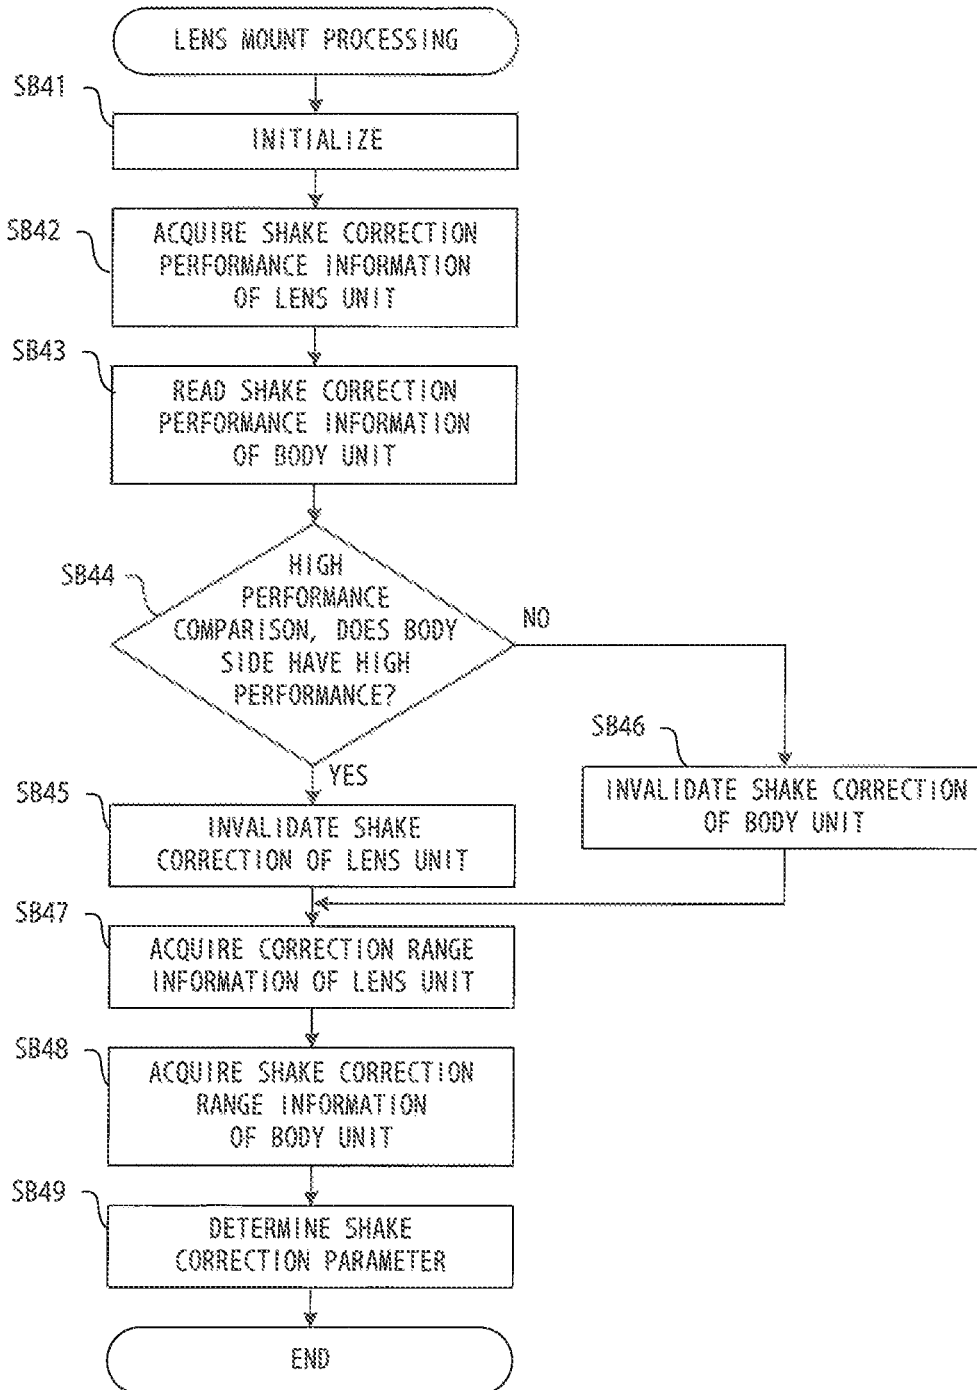 LENS MOUNT PROCESSING
SB41
INITIALIZE
SB42
ACQUIRE SHAKE CORRECTION
PERFORMANCE INFORMATION
OF LENS UNIT
SB43
READ SHAKE CORRECTION
PERFORMANCE INFORMATION
OF BODY UNIT
SB44
HIGH
PERFORMANCE
COMPARISON, DOES BODY
SIDE HAVE HIGH
PERFORMANCE?
NO
YES
SB46
INVALIDATE SHAKE CORRECTION
OF BODY UNIT
SB45
INVALIDATE SHAKE
CORRECTION OF LENS UNIT
SB47
ACQUIRE CORRECTION RANGE
INFORMATION OF LENS UNIT
SB48
ACQUIRE SHAKE CORRECTION
RANGE INFORMATION
OF BODY UNIT
SB49
DETERMINE SHAKE
CORRECTION PARAMETER
END